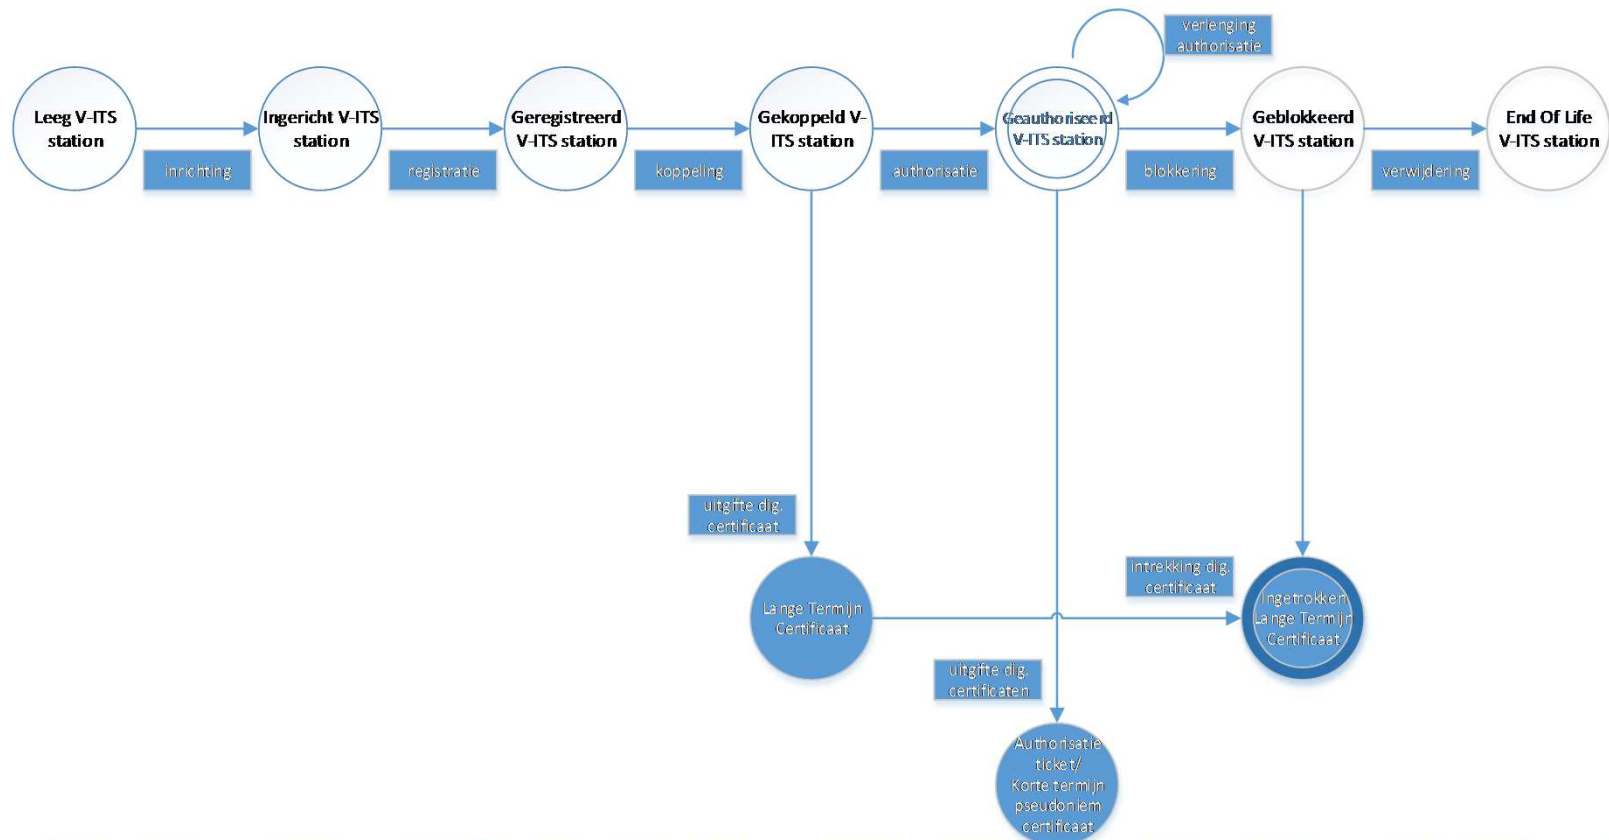 verlenging
authorisatie
Leeg V-ITS
station
Ingericht V-ITS
station
Geregistreerd
V-ITS station
Gekoppeld V-
ITS station
Geauthoriseerd
V-ITS station
Geblokkeerd
V-ITS station
End Of Life
V-ITS station
inrichting
registratie
koppeling
authorisatie
blokkering
verwijdering
uitgifte dig.
certificaat
intrekking dig.
certificaat
Lange Termijn
Certificaat
Ingetrokken
Lange Termijn
Certificaat
uitgifte dig.
certificaten
Authorisatie
ticket/
Korte termijn
pseudoniem
certificaat